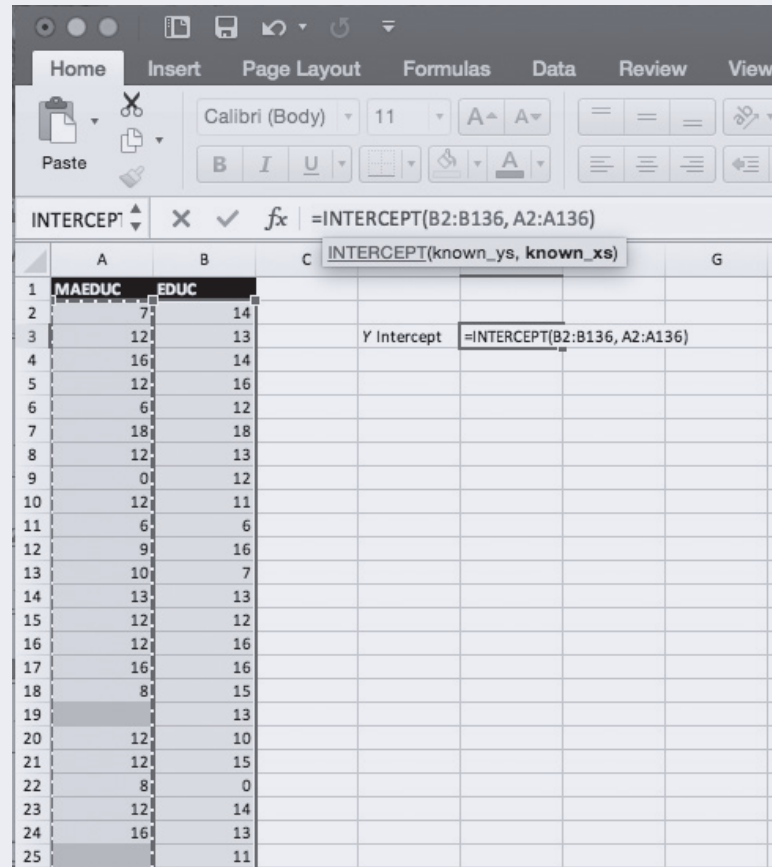 Home Insert Page Layout Formulas Data Review View
Calibri (Body) 11 A A
Paste B I U A
INTERCEPT fx =INTERCEPT(B2:B136, A2:A136)
INTERCEPT(known_ys, known_xs)
A B C G
1 MAEDUC EDUC
2 7 14
3 12 13 Y Intercept =INTERCEPT(B2:B136, A2:A136)
4 16 14
5 12 16
6 6 12
7 18 18
8 12 13
9 0 12
10 12 11
11 6 6
12 9 16
13 10 7
14 13 13
15 12 12
16 12 16
17 16 16
18 8 15
19 13
20 12 10
21 12 15
22 8 0
23 12 14
24 16 13
25 11